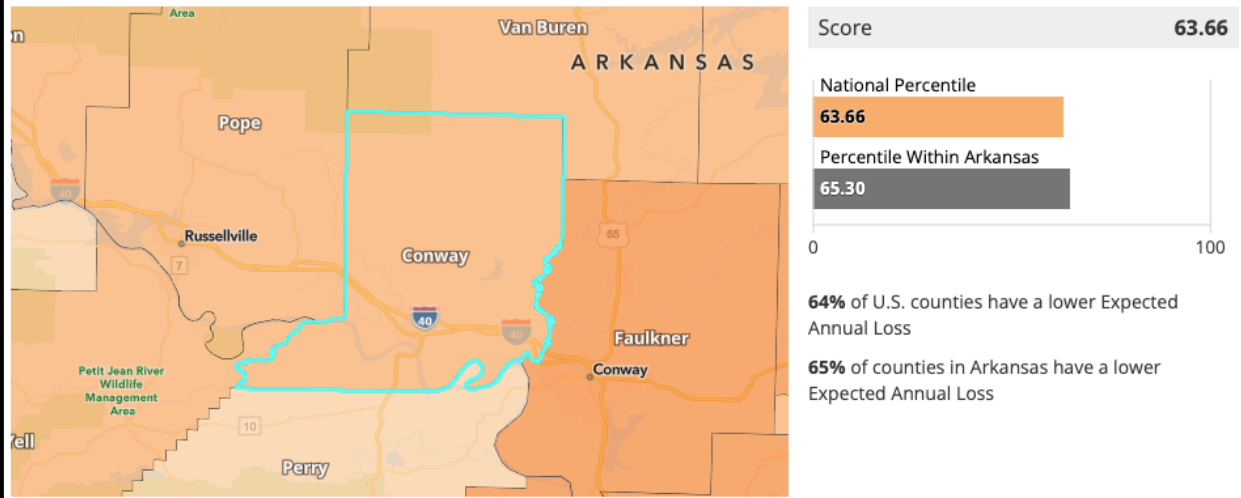 Area
n
Van Buren
ARKANSAS
Pope
40
Russellville
7
65
Conway
40
40
Faulkner
Conway
Petit Jean River
Wildlife
Management
Area
10
ell
Perry
Score 63.66
National Percentile
63.66
Percentile Within Arkansas
65.30
0 100
64% of U.S. counties have a lower Expected
Annual Loss
65% of counties in Arkansas have a lower
Expected Annual Loss